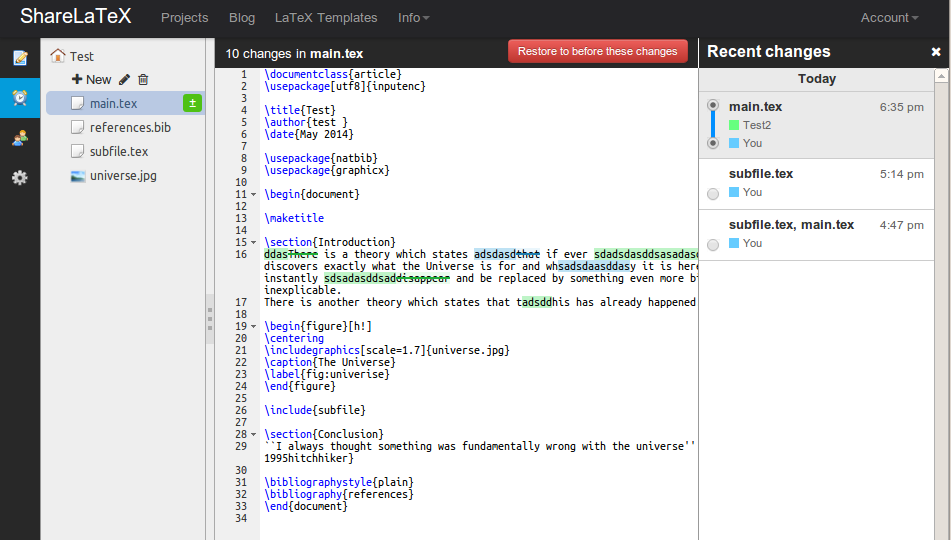 ShareLaTeX Projects Blog LaTeX Templates Info Account
Test
New
main.tex
references.bib
subfile.tex
universe.jpg
10 changes in main.tex
Restore to before these changes
1 \documentclass{article}
2 \usepackage[utf8]{inputenc}
3
4 \title{Test}
5 \author{test }
6 \date{May 2014}
7
8 \usepackage{natbib}
9 \usepackage{graphicx}
10
11 \begin{document}
12
13 \maketitle
14
15 \section{Introduction}
16 ddasThere is a theory which states adsdasdthat if ever sdadsdasddsasadasd
discovers exactly what the Universe is for and whsadsdaasddasy it is here
instantly sdsadasddsaddisappear and be replaced by something even more b
inexplicable.
17 There is another theory which states that tadsddhis has already happened
18
19 \begin{figure}[h!]
20 \centering
21 \includegraphics[scale=1.7]{universe.jpg}
22 \caption{The Universe}
23 \label{fig:univerise}
24 \end{figure}
25
26 \include{subfile}
27
28 \section{Conclusion}
29 ``I always thought something was fundamentally wrong with the universe''
1995hitchhiker}
30
31 \bibliographystyle{plain}
32 \bibliography{references}
33 \end{document}
34
Recent changes
Today
main.tex 6:35 pm
Test2
You
subfile.tex 5:14 pm
You
subfile.tex, main.tex 4:47 pm
You